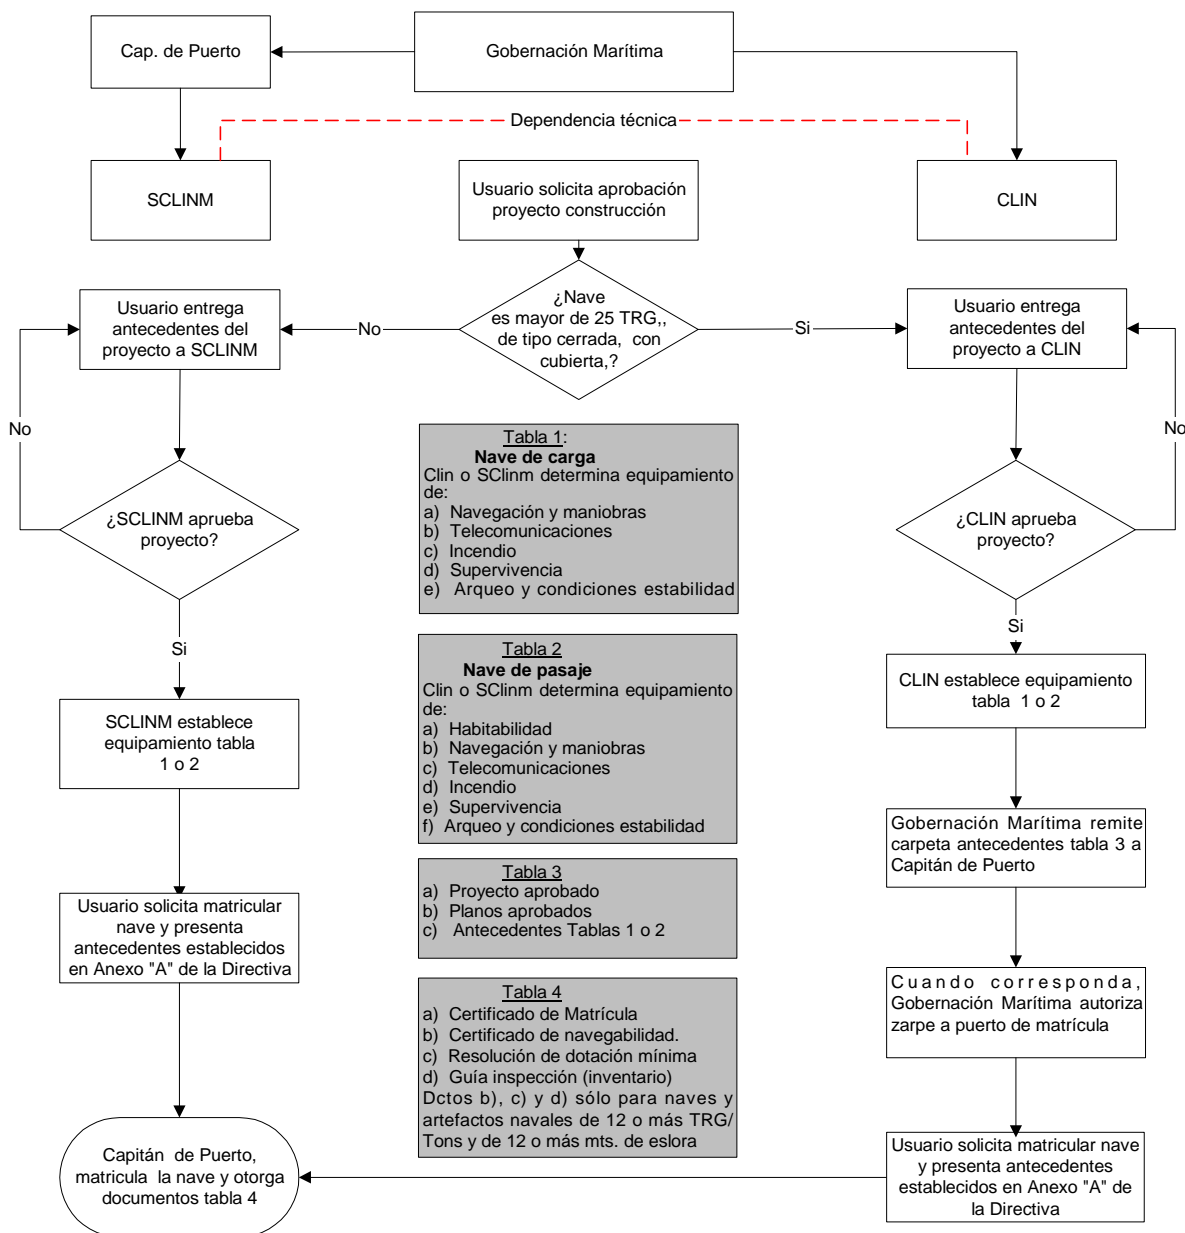 Cap. de Puerto
Gobernación Marítima
Dependencia técnica
SCLINM
Usuario solicita aprobación
proyecto construcción
CLIN
Usuario entrega
antecedentes del
proyecto a SCLINM
No
¿Nave
es mayor de 25 TRG,,
de tipo cerrada, con
cubierta,?
Si
Usuario entrega
antecedentes del
proyecto a CLIN
No
No
¿SCLINM aprueba
proyecto?
¿CLIN aprueba
proyecto?
Tabla 1:
Nave de carga
Clin o SClinm determina equipamiento
de:
a) Navegación y maniobras
b) Telecomunicaciones
c) Incendio
d) Supervivencia
e) Arqueo y condiciones estabilidad
Si
Si
Tabla 2
Nave de pasaje
Clin o SClinm determina equipamiento
de:
a) Habitabilidad
b) Navegación y maniobras
c) Telecomunicaciones
d) Incendio
e) Supervivencia
f) Arqueo y condiciones estabilidad
SCLINM establece
equipamiento tabla
1 o 2
CLIN establece equipamiento
tabla 1 o 2
Gobernación Marítima remite
carpeta antecedentes tabla 3 a
Capitán de Puerto
Tabla 3
a) Proyecto aprobado
b) Planos aprobados
c) Antecedentes Tablas 1 o 2
Usuario solicita matricular
nave y presenta
antecedentes establecidos
en Anexo "A" de la Directiva
Cuando corresponda,
Gobernación Marítima autoriza
zarpe a puerto de matrícula
Tabla 4
a) Certificado de Matrícula
b) Certificado de navegabilidad.
c) Resolución de dotación mínima
d) Guía inspección (inventario)
Dctos b), c) y d) sólo para naves y
artefactos navales de 12 o más TRG/
Tons y de 12 o más mts. de eslora
Capitán de Puerto,
matricula la nave y otorga
documentos tabla 4
Usuario solicita matricular nave
y presenta antecedentes
establecidos en Anexo "A" de
la Directiva